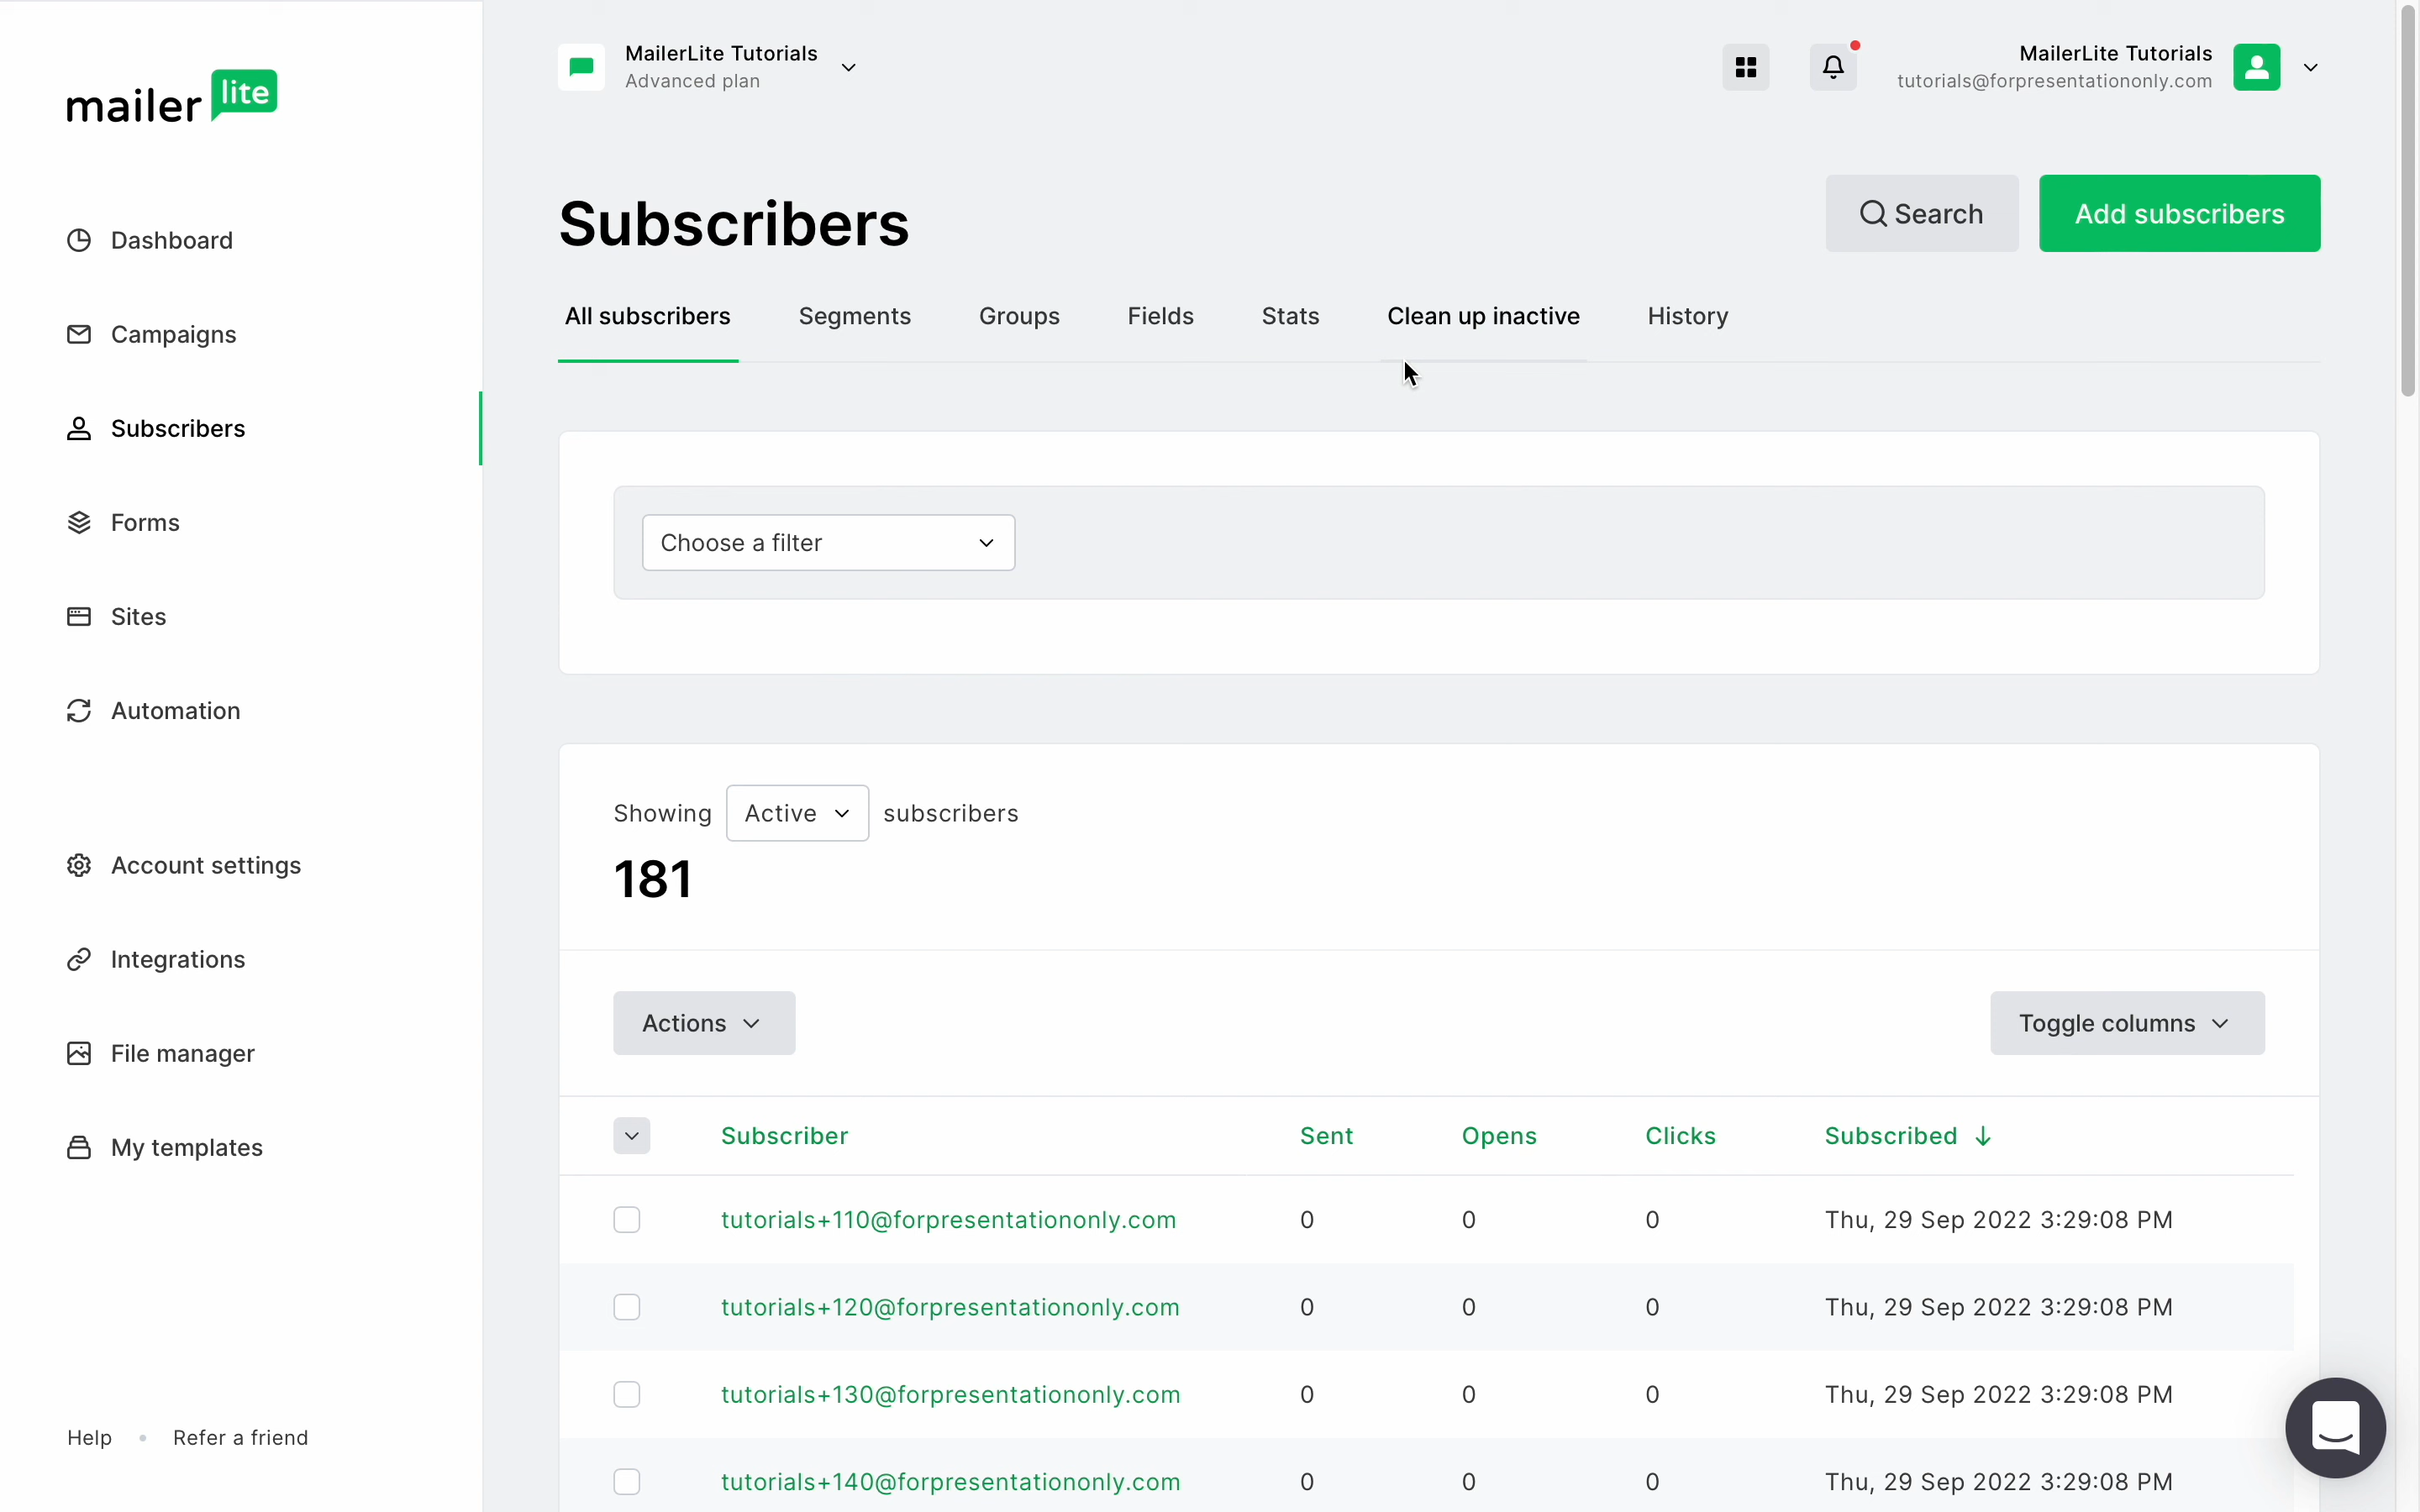 mailer lite
Dashboard
Campaigns
Subscribers
Forms
Sites
Automation
Account settings
Integrations
File manager
My templates
Help • Refer a friend
MailerLite Tutorials
Advanced plan
MailerLite Tutorials
tutorials@forpresentationonly.com
Subscribers
Search
Add subscribers
All subscribers Segments Groups Fields Stats Clean up inactive History
Choose a filter
Showing Active subscribers
181
Actions
Toggle columns
Subscriber Sent Opens Clicks Subscribed ↓
tutorials+110@forpresentationonly.com 0 0 0 Thu, 29 Sep 2022 3:29:08 PM
tutorials+120@forpresentationonly.com 0 0 0 Thu, 29 Sep 2022 3:29:08 PM
tutorials+130@forpresentationonly.com 0 0 0 Thu, 29 Sep 2022 3:29:08 PM
tutorials+140@forpresentationonly.com 0 0 0 Thu, 29 Sep 2022 3:29:08 PM